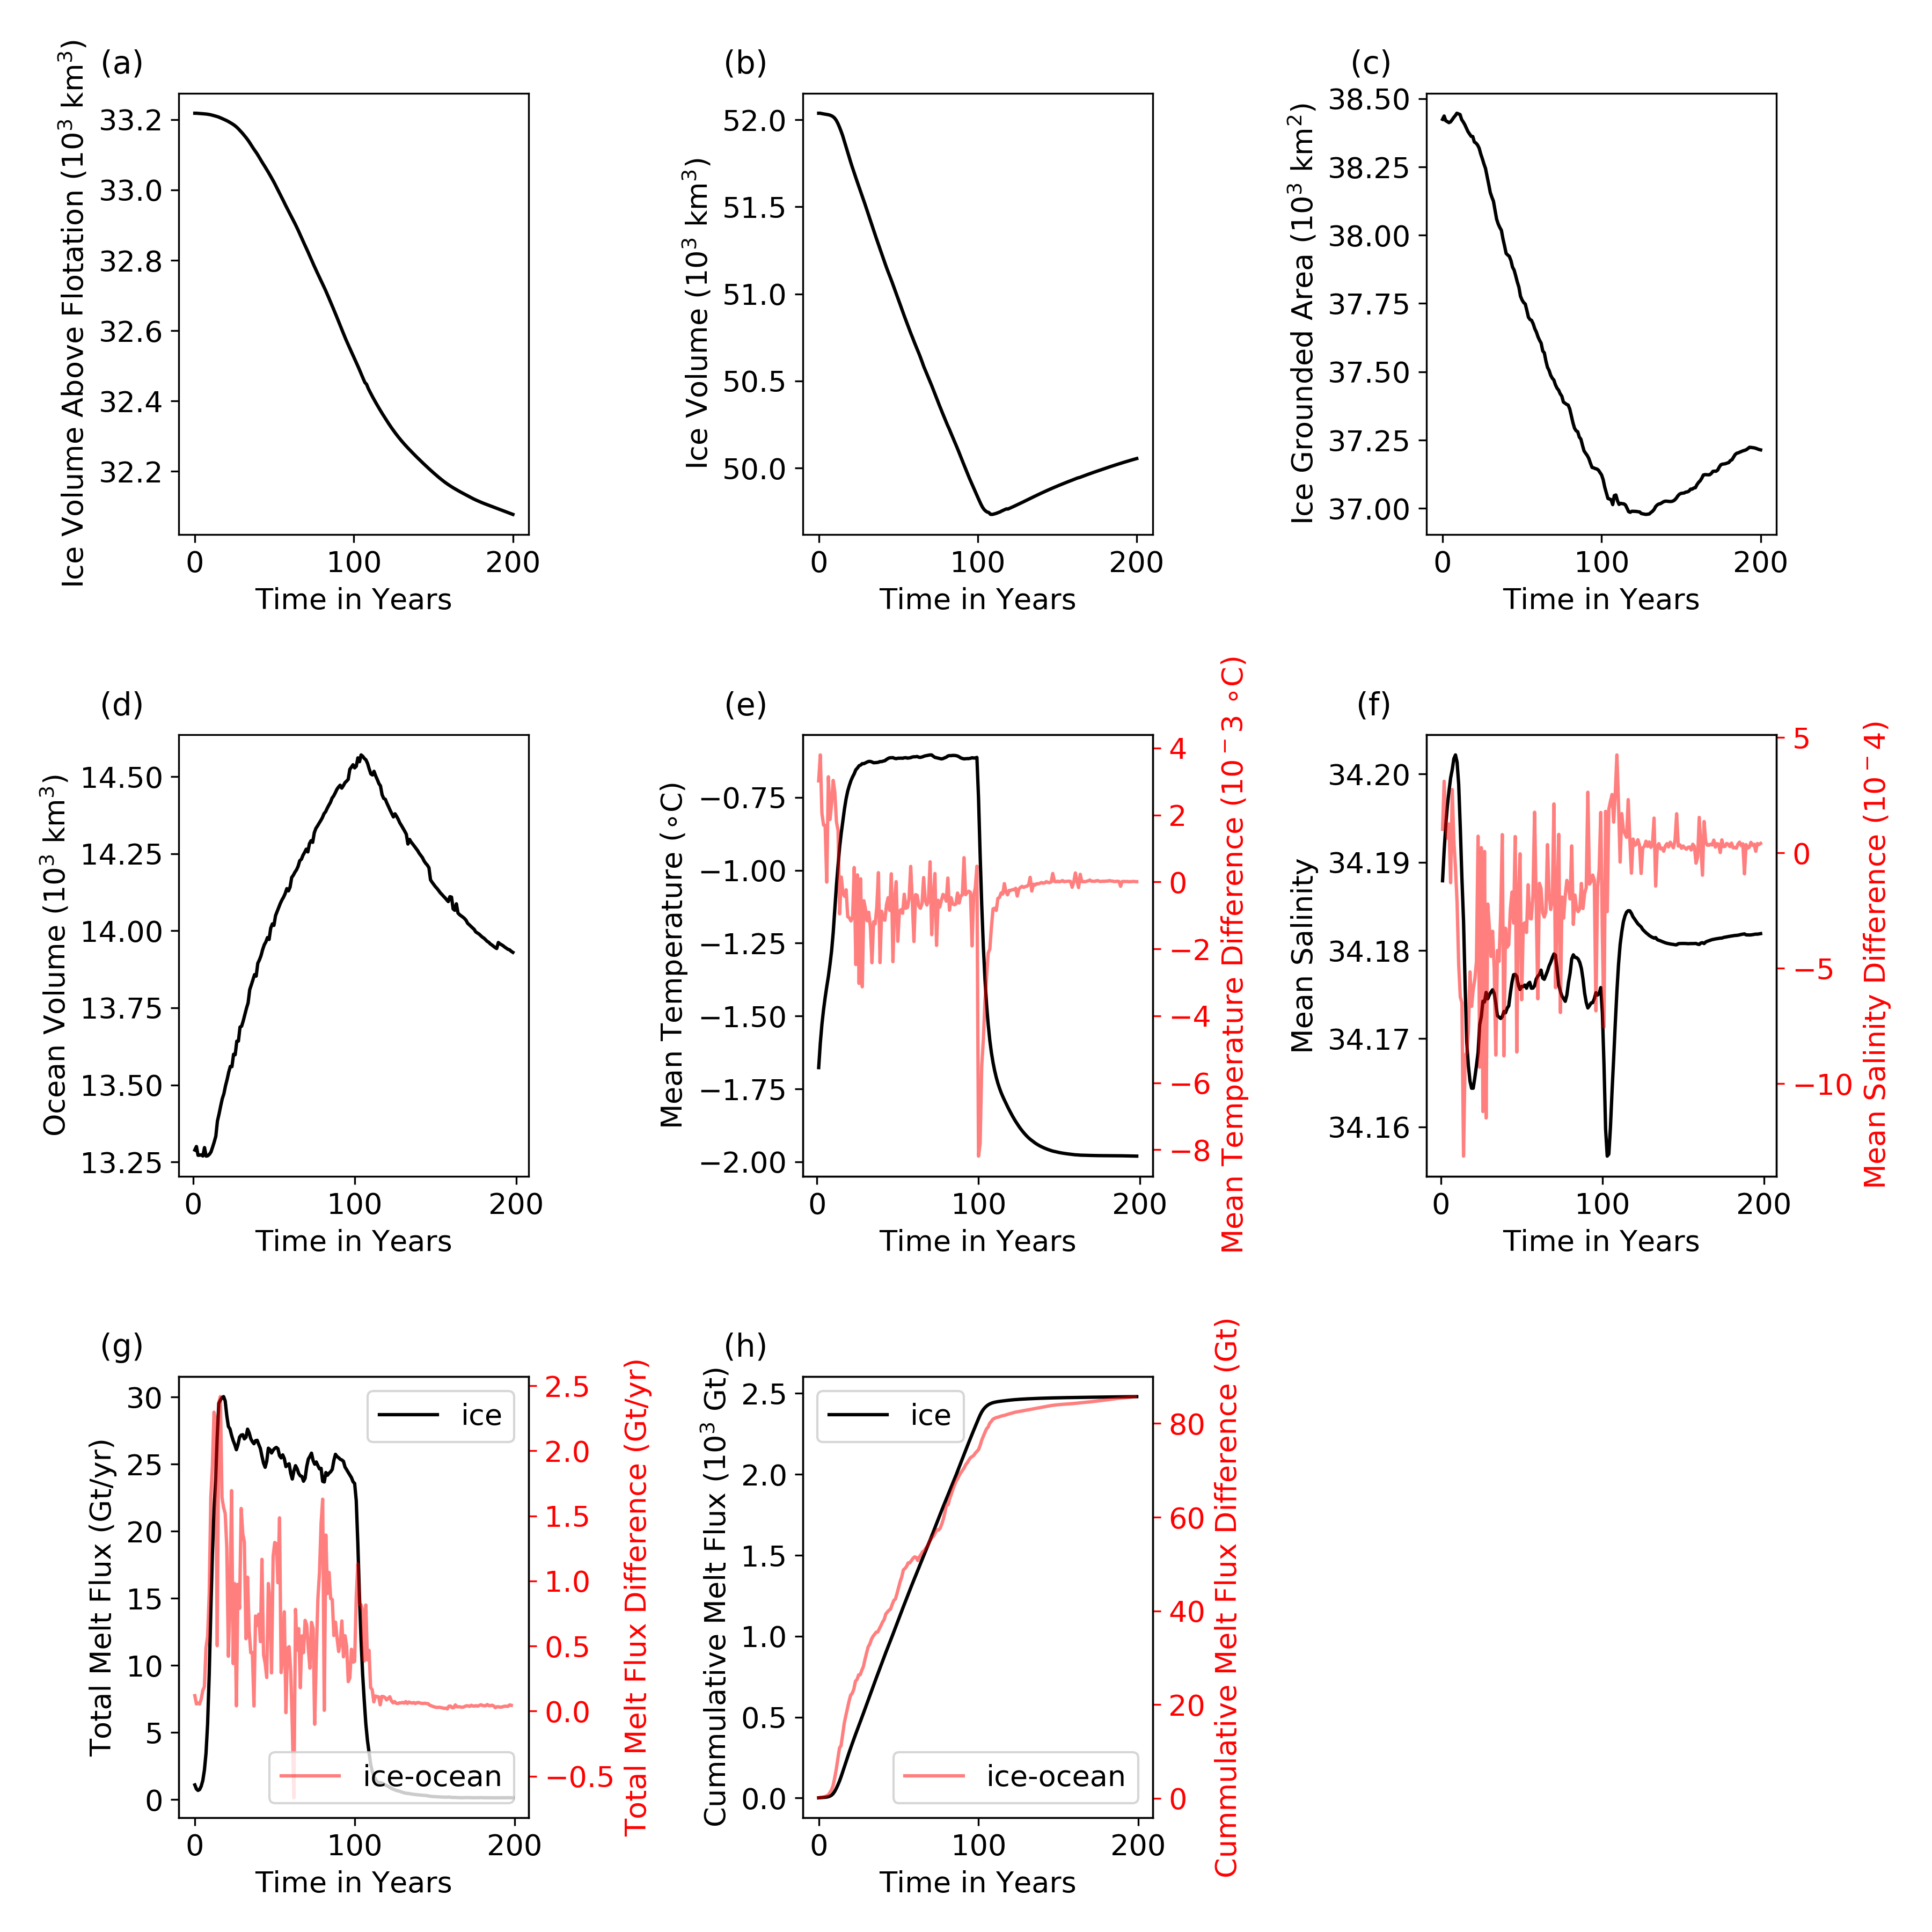 (a)
Ice Volume Above Flotation (10³ km³)
33.2
33.0
32.8
32.6
32.4
32.2
0 100 200
Time in Years
(b)
Ice Volume (10³ km³)
52.0
51.5
51.0
50.5
50.0
0 100 200
Time in Years
(c)
Ice Grounded Area (10³ km²)
38.50
38.25
38.00
37.75
37.50
37.25
37.00
0 100 200
Time in Years
(d)
Ocean Volume (10³ km³)
14.50
14.25
14.00
13.75
13.50
13.25
0 100 200
Time in Years
(e)
Mean Temperature (∘C)
−0.75
−1.00
−1.25
−1.50
−1.75
−2.00
0 100 200
Time in Years
4
2
0
−2
−4
−6
−8
Mean Temperature Difference (10 − 3 ∘C)
(f)
Mean Salinity
34.20
34.19
34.18
34.17
34.16
0 100 200
Time in Years
5
0
−5
−10
Mean Salinity Difference (10 − 4)
(g)
Total Melt Flux (Gt/yr)
30
25
20
15
10
5
0
0 100 200
Time in Years
ice
ice-ocean
2.5
2.0
1.5
1.0
0.5
0.0
−0.5
Total Melt Flux Difference (Gt/yr)
(h)
Cummulative Melt Flux (10³ Gt)
2.5
2.0
1.5
1.0
0.5
0.0
0 100 200
Time in Years
ice
ice-ocean
80
60
40
20
0
Cummulative Melt Flux Difference (Gt)